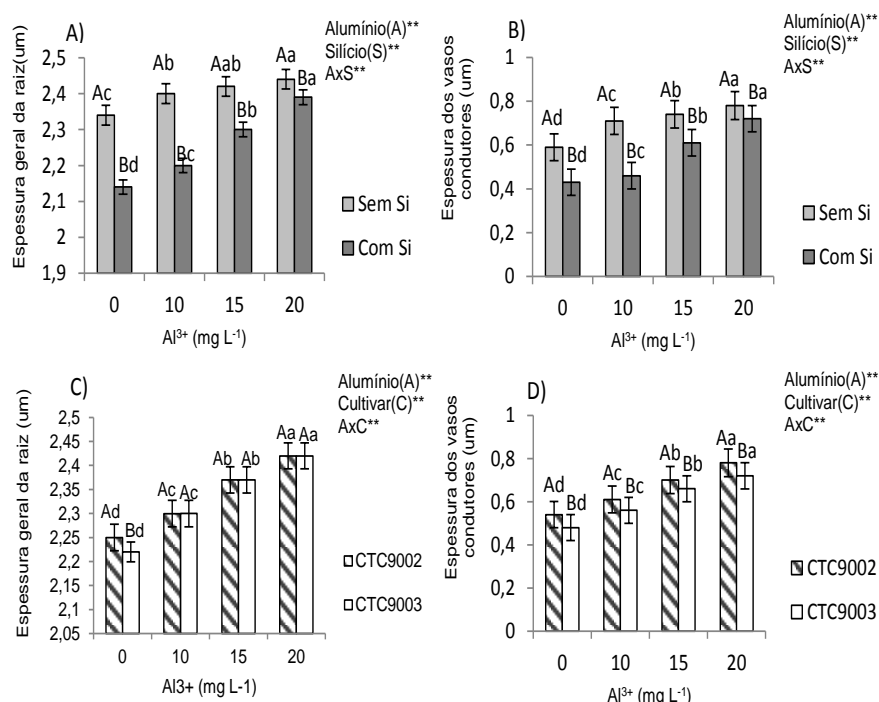 A)
Alumínio(A)**
Silício(S)**
AxS**
Espessura geral da raiz(um)
2,5
2,4
2,3
2,2
2,1
2
1,9
Ac
Bd
Ab
Bc
Aab
Bb
Aa
Ba
Sem Si
Com Si
0 10 15 20
Al³⁺ (mg L⁻¹)
B)
Alumínio(A)**
Silício(S)**
AxS**
Espessura dos vasos
condutores (um)
1
0,8
0,6
0,4
0,2
0
Ad
Bd
Ac
Bc
Ab
Bb
Aa
Ba
Sem Si
Com Si
0 10 15 20
Al³⁺ (mg L⁻¹)
C)
Alumínio(A)**
Cultivar(C)**
AxC**
Espessura geral da raiz (um)
2,5
2,45
2,4
2,35
2,3
2,25
2,2
2,15
2,1
2,05
Ad
Bd
Ac Ac
Ab Ab
Aa Aa
CTC9002
CTC9003
0 10 15 20
Al3+ (mg L-1)
D)
Alumínio(A)**
Cultivar(C)**
AxC**
Espessura dos vasos
condutores (um)
1
0,8
0,6
0,4
0,2
0
Ad
Bd
Ac
Bc
Ab
Bb
Aa
Ba
CTC9002
CTC9003
0 10 15 20
Al³⁺ (mg L⁻¹)